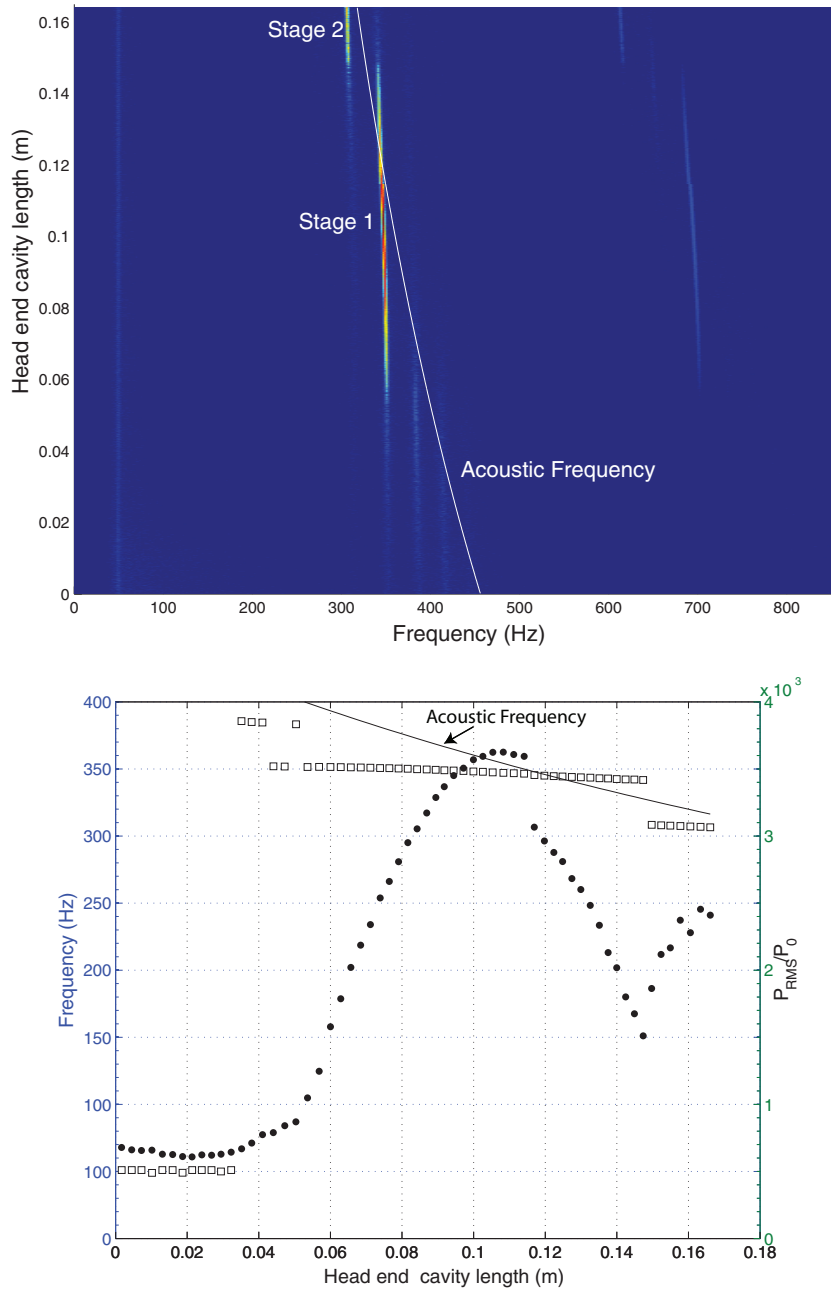 0.16
0.14
0.12
0.1
0.08
0.06
0.04
0.02
0
Head end cavity length (m)
Stage 2
Stage 1
Acoustic Frequency
0 100 200 300 400 500 600 700 800
Frequency (Hz)
x 10 3
400
350
300
250
200
150
100
100
0
Frequency (Hz)
Acoustic Frequency
4
3
2
1
0
PRMS/P0
0 0.02 0.04 0.06 0.08 0.1 0.12 0.14 0.16 0.18
Head end cavity length (m)